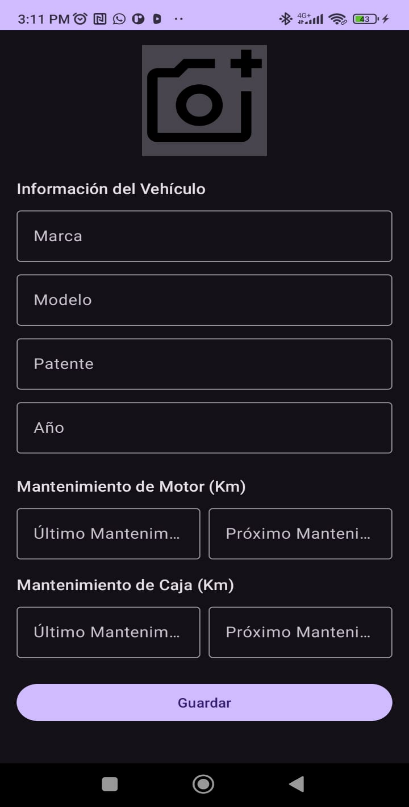 3:11 PM
4G+
43
Información del Vehículo
Marca
Modelo
Patente
Año
Mantenimiento de Motor (Km)
Último Mantenim... Próximo Manteni...
Mantenimiento de Caja (Km)
Último Mantenim... Próximo Manteni...
Guardar